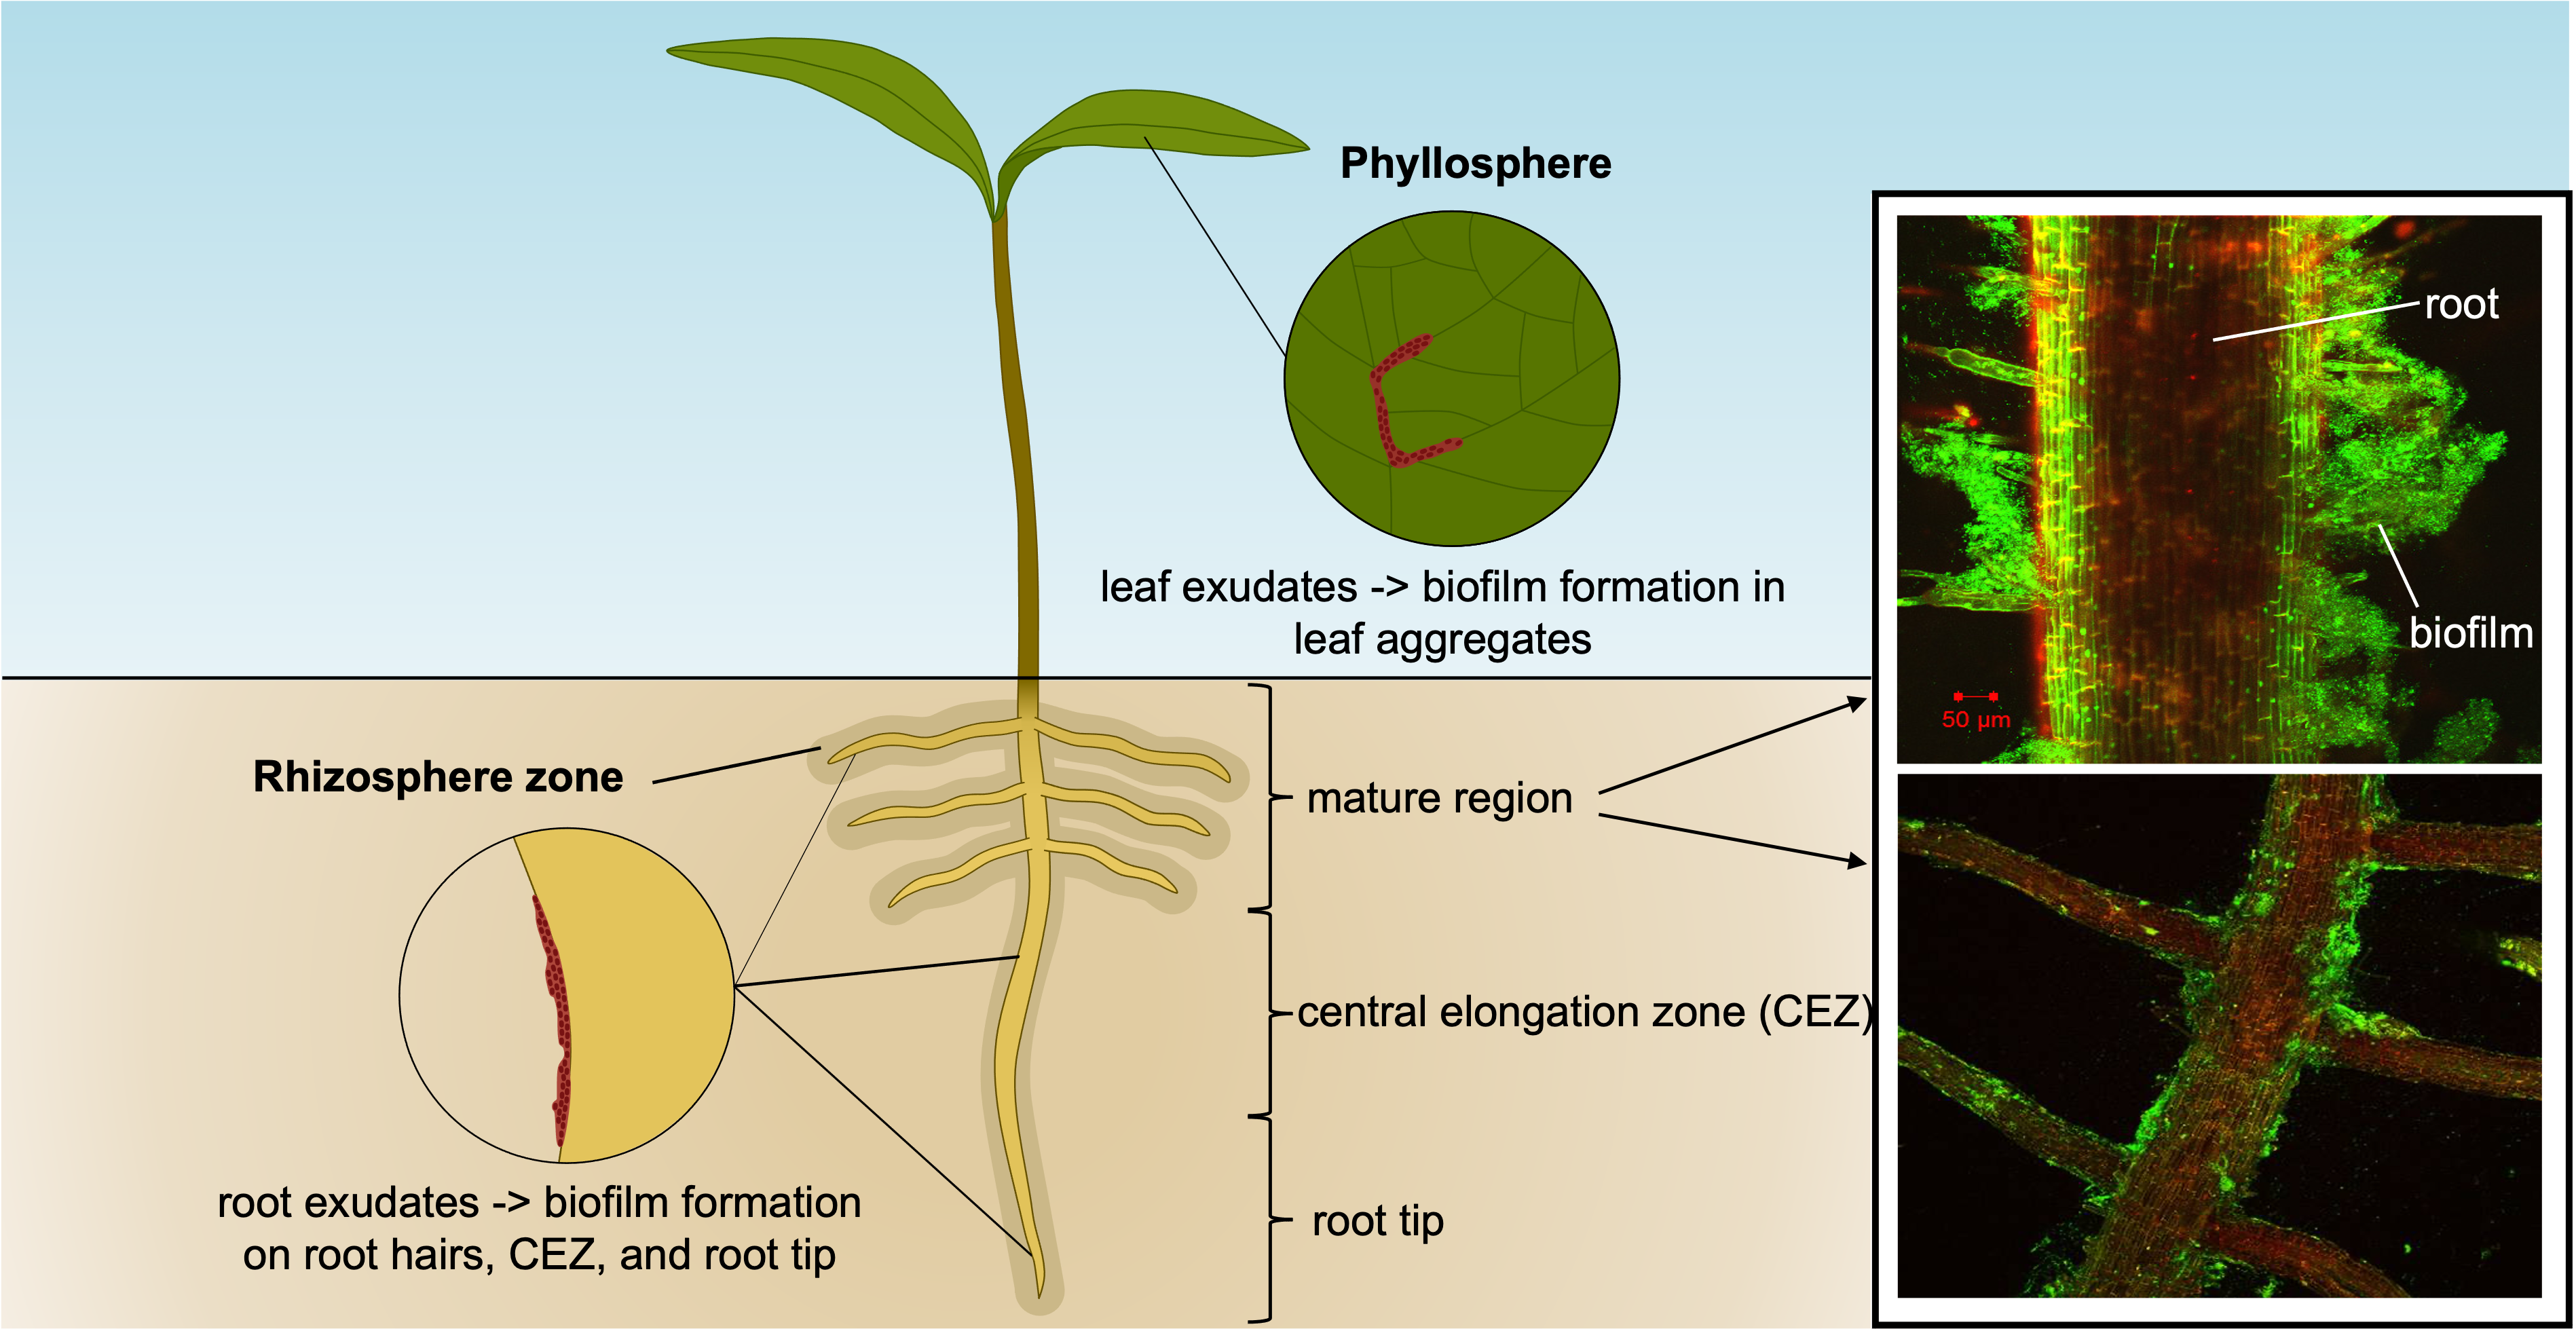 Phyllosphere
leaf exudates -> biofilm formation in
leaf aggregates
Rhizosphere zone
root exudates -> biofilm formation
on root hairs, CEZ, and root tip
mature region
central elongation zone (CEZ)
root tip
root
biofilm
50 µm